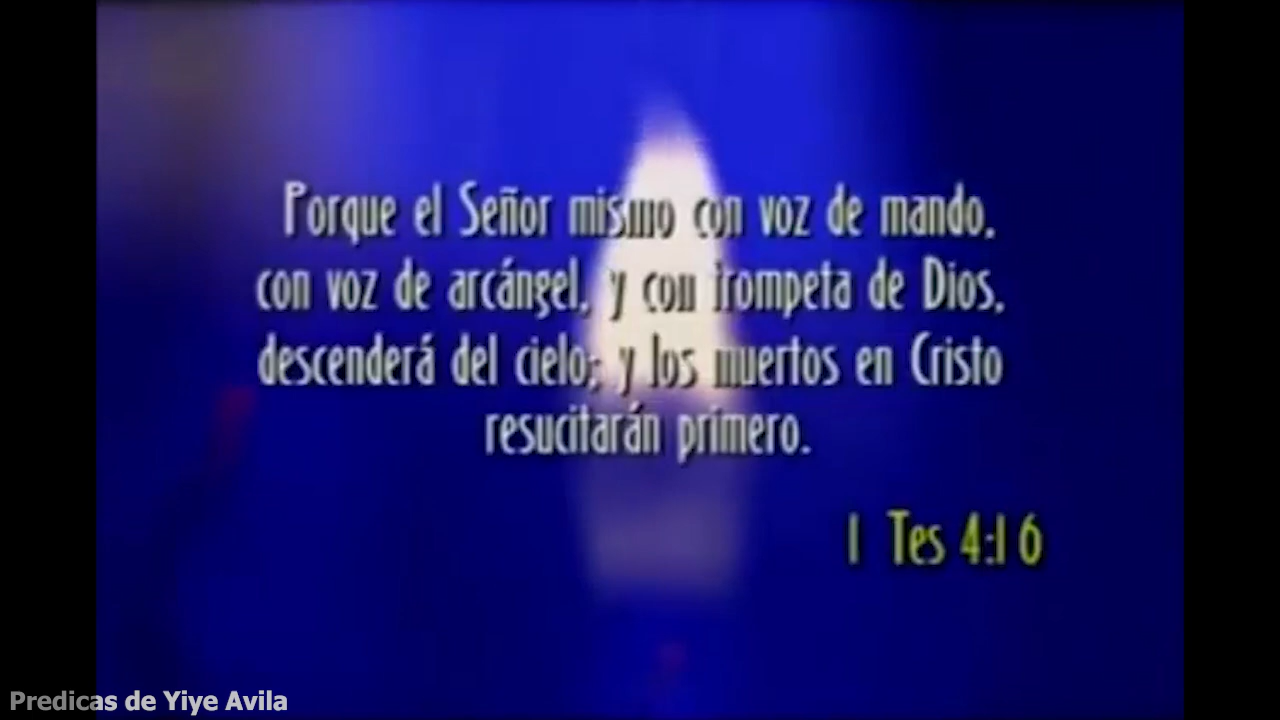 Porque el Señor mismo con voz de mando,
con voz de arcángel, y con trompeta de Dios,
descenderá del cielo; y los muertos en Cristo
resucitarán primero.
1 Tes 4:16
Predicas de Yiye Avila